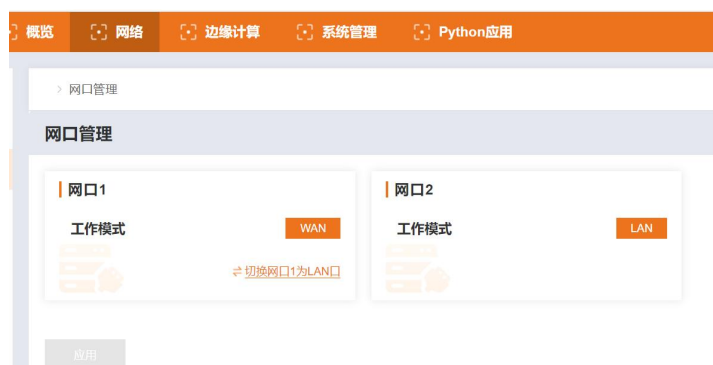 概览 网络 边缘计算 系统管理 Python应用
网口管理
网口管理
网口1
工作模式 WAN
切换网口1为LAN口
网口2
工作模式 LAN
应用